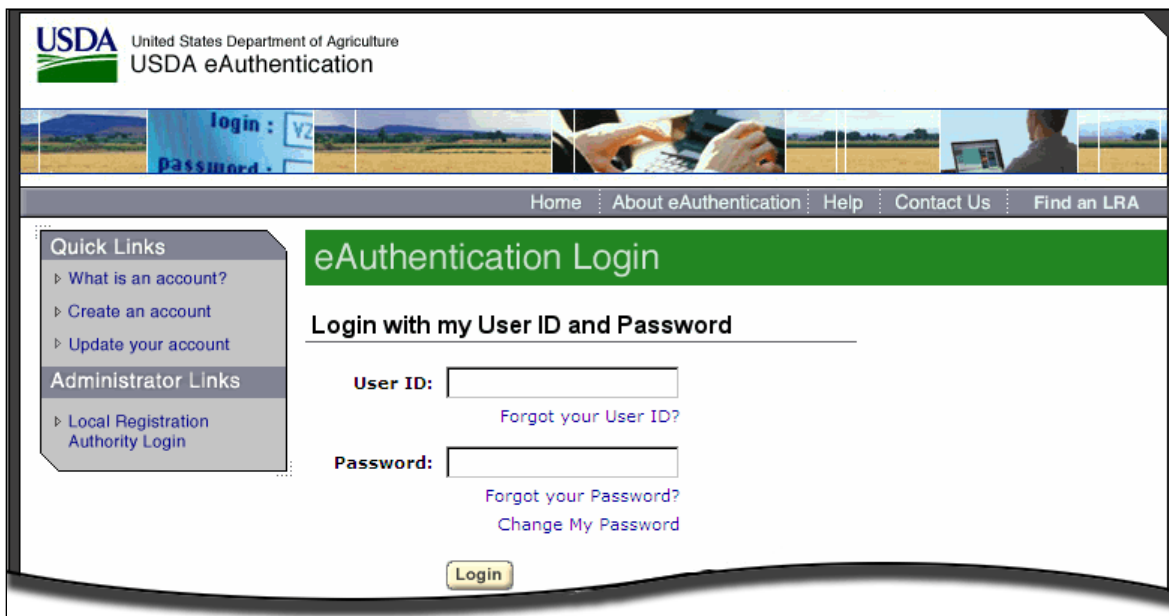 USDA
United States Department of Agriculture
USDA eAuthentication
login :
password :
Home
About eAuthentication
Help
Contact Us
Find an LRA
Quick Links
What is an account?
Create an account
Update your account
Administrator Links
Local Registration
Authority Login
eAuthentication Login
Login with my User ID and Password
User ID:
Forgot your User ID?
Password:
Forgot your Password?
Change My Password
Login